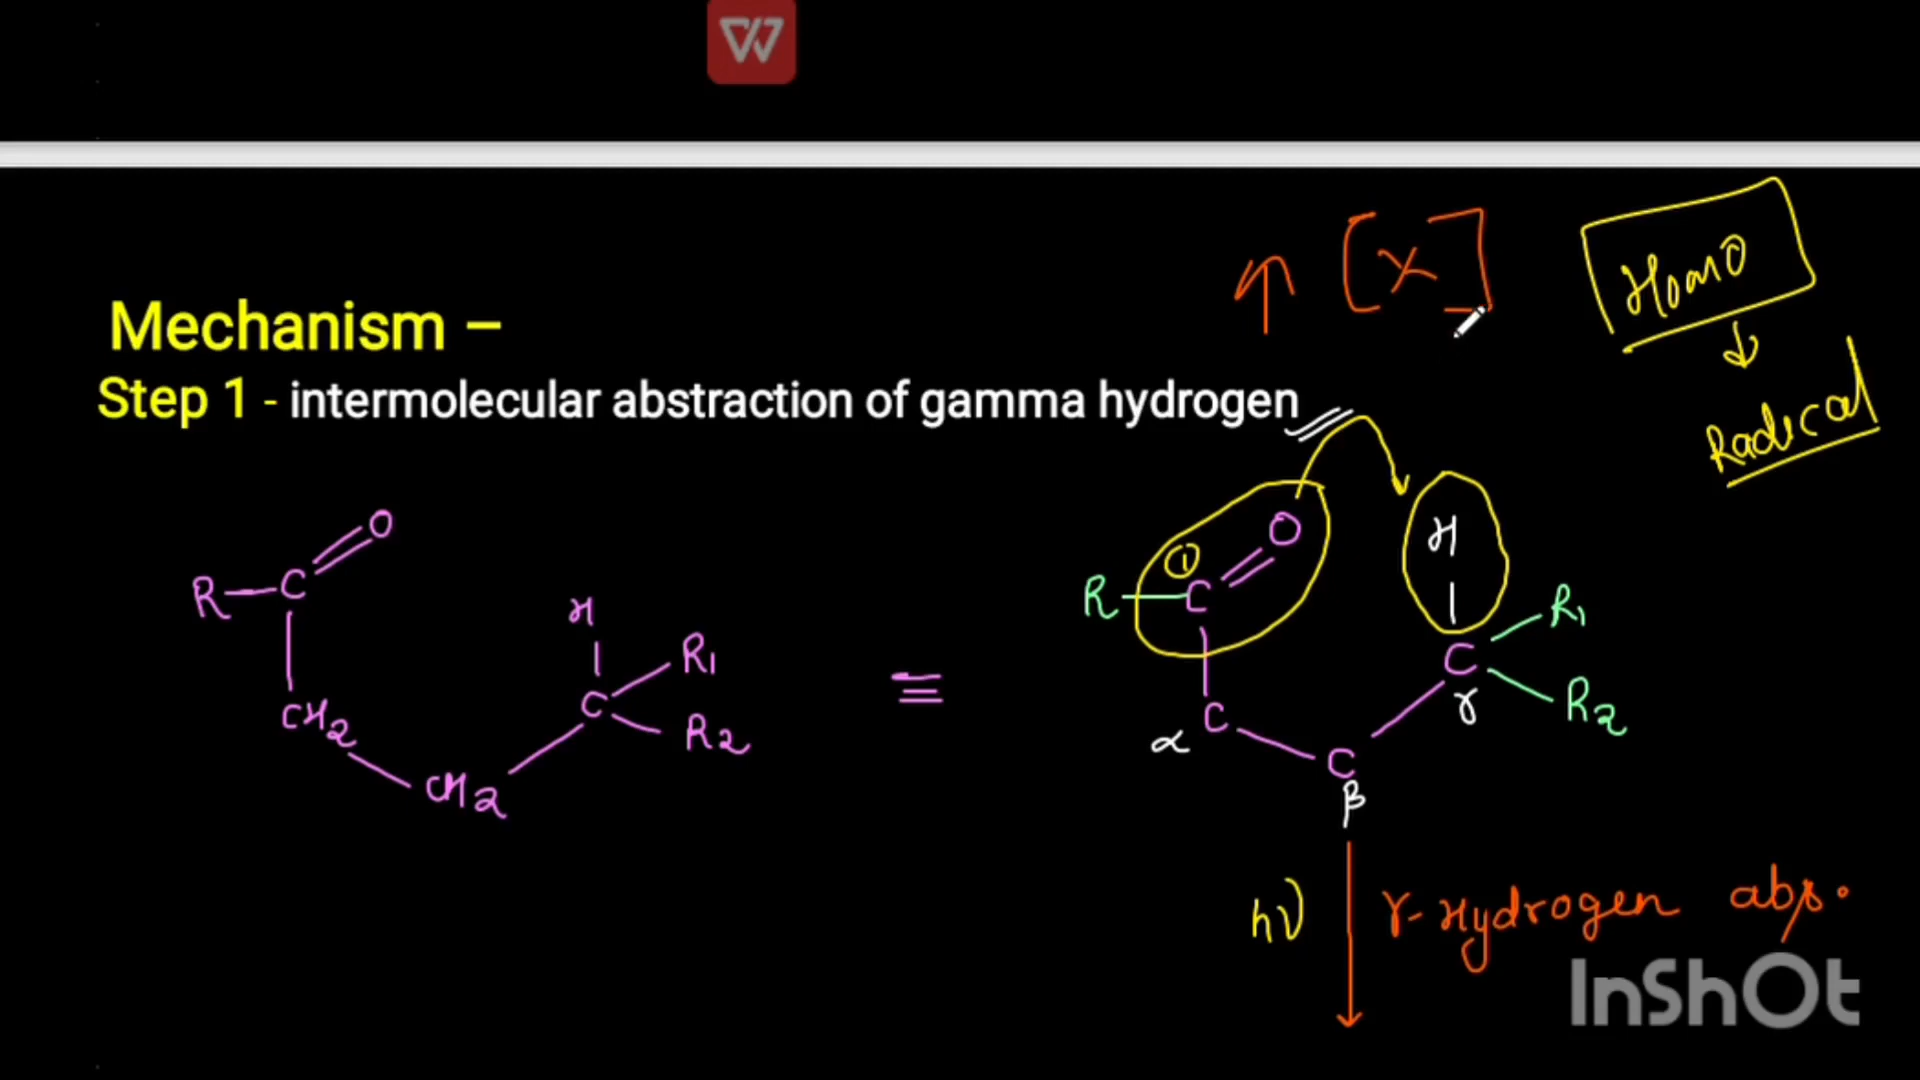 ↑ [x] Homo
↓
Radical
Mechanism –
Step 1 - intermolecular abstraction of gamma hydrogen
R—C=O
H
R1
C
R2
CH2
CH2
≡
①
R—C=O
H
R1
C
γ
R2
C
α
C
β
hν γ-Hydrogen abs.
InShOt